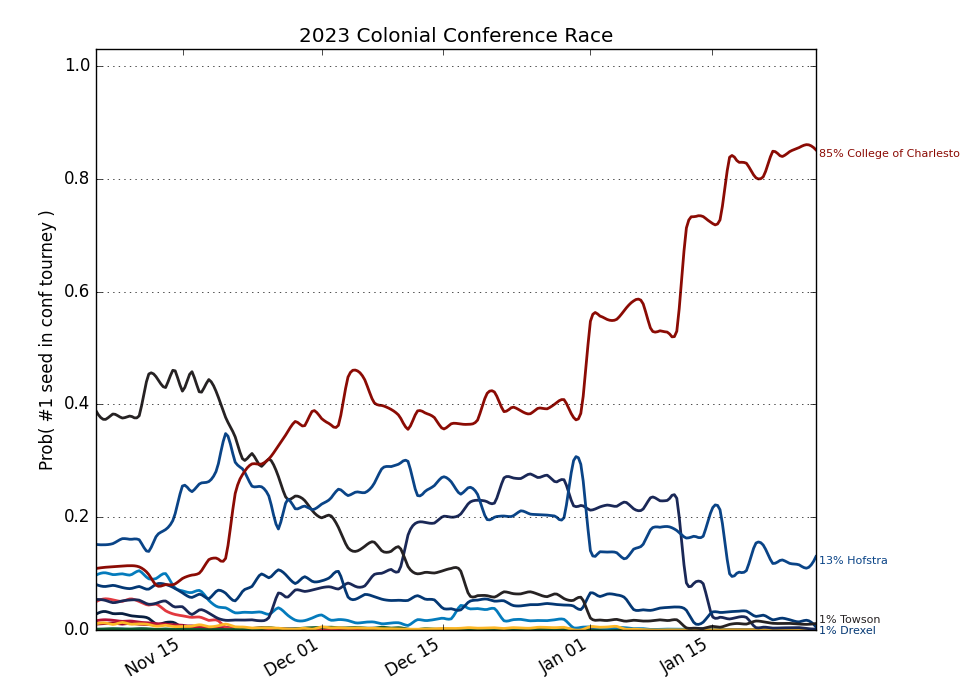 2023 Colonial Conference Race
Prob( #1 seed in conf tourney )
1.0
0.8
0.6
0.4
0.2
0.0
Nov 15
Dec 01
Dec 15
Jan 01
Jan 15
85% College of Charlesto
13% Hofstra
1% Towson
1% Drexel